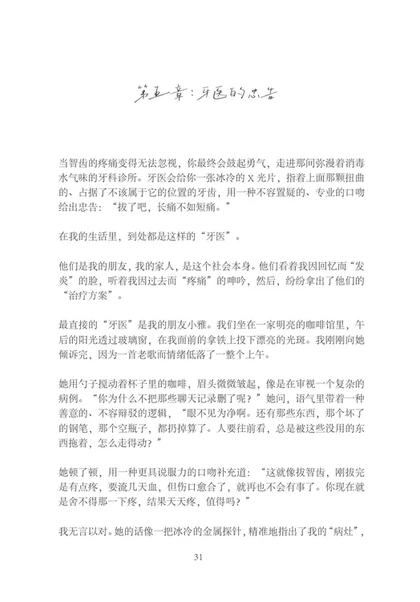 第五章：牙医的忠告
当智齿的疼痛变得无法忽视，你最终会鼓起勇气，走进那间弥漫着消毒
水气味的牙科诊所。牙医会给你一张冰冷的 X 光片，指着上面那颗扭曲
的、占据了不该属于它的位置的牙齿，用一种不容置疑的、专业的口吻
给出忠告：“拔了吧，长痛不如短痛。”
在我的生活里，到处都是这样的“牙医”。
他们是我的朋友，我的家人，是这个社会本身。他们看着我因回忆而“发
炎”的脸，听着我因过去而“疼痛”的呻吟，然后，纷纷拿出了他们的
“治疗方案”。
最直接的“牙医”是我的朋友小雅。我们坐在一家明亮的咖啡馆里，午
后的阳光透过玻璃窗，在我面前的拿铁上投下漂亮的光斑。我刚刚向她
倾诉完，因为一首老歌而情绪低落了一整个上午。
她用勺子搅动着杯子里的咖啡，眉头微微皱起，像是在审视一个复杂的
病例。“你为什么不把那些聊天记录删了呢？”她问，语气里带着一种
善意的、不容辩驳的逻辑，“眼不见为净啊。还有那些东西，那个坏了
的钢笔，那个空瓶子，都扔掉算了。人要往前看，总是被这些没用的东
西拖着，怎么走得动？”
她顿了顿，用一种更具说服力的口吻补充道：“这就像拔智齿，刚拔完
是有点疼，要流几天血，但伤口愈合了，就再也不会有事了。你现在就
是舍不得那一下疼，结果天天疼，值得吗？”
我无言以对。她的话像一把冰冷的金属探针，精准地指出了我的“病灶”，
31